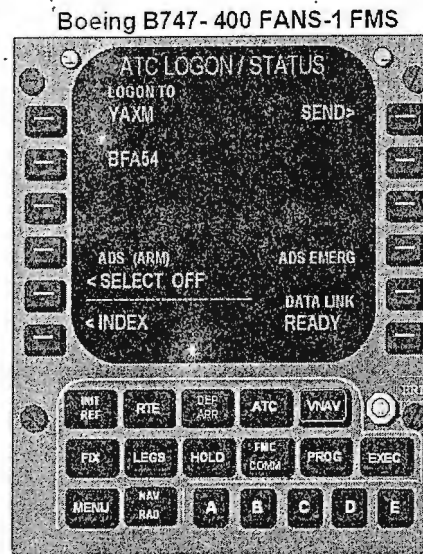 Boeing B747-400 FANS-1 FMS
ATC LOGON / STATUS
LOGON TO
YAXM SEND>
BFA54
ADS (ARM) ADS EMERG
<SELECT OFF
DATA LINK
<INDEX READY
INIT REF RTE DEP ARR ATC VNAV
FIX LEGS HOLD FMC COMM PROG EXEC
MENU NAV RAD A B C D E